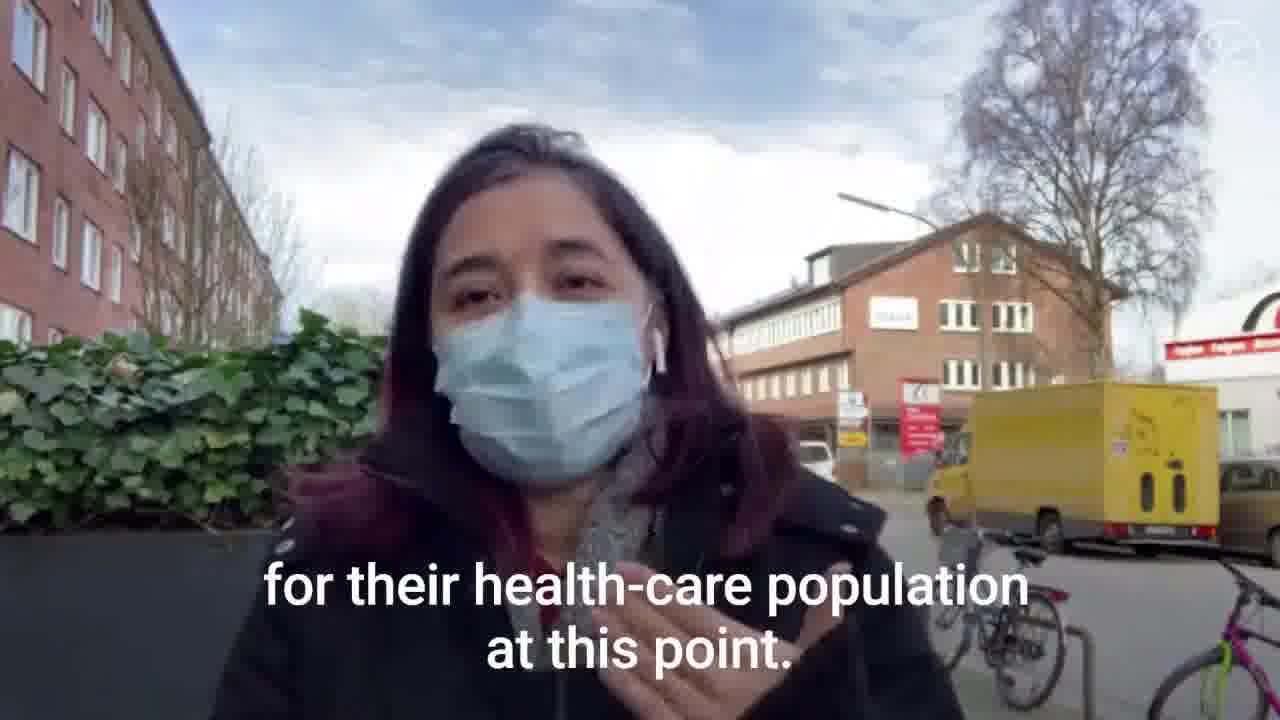 for their health-care population
at this point.